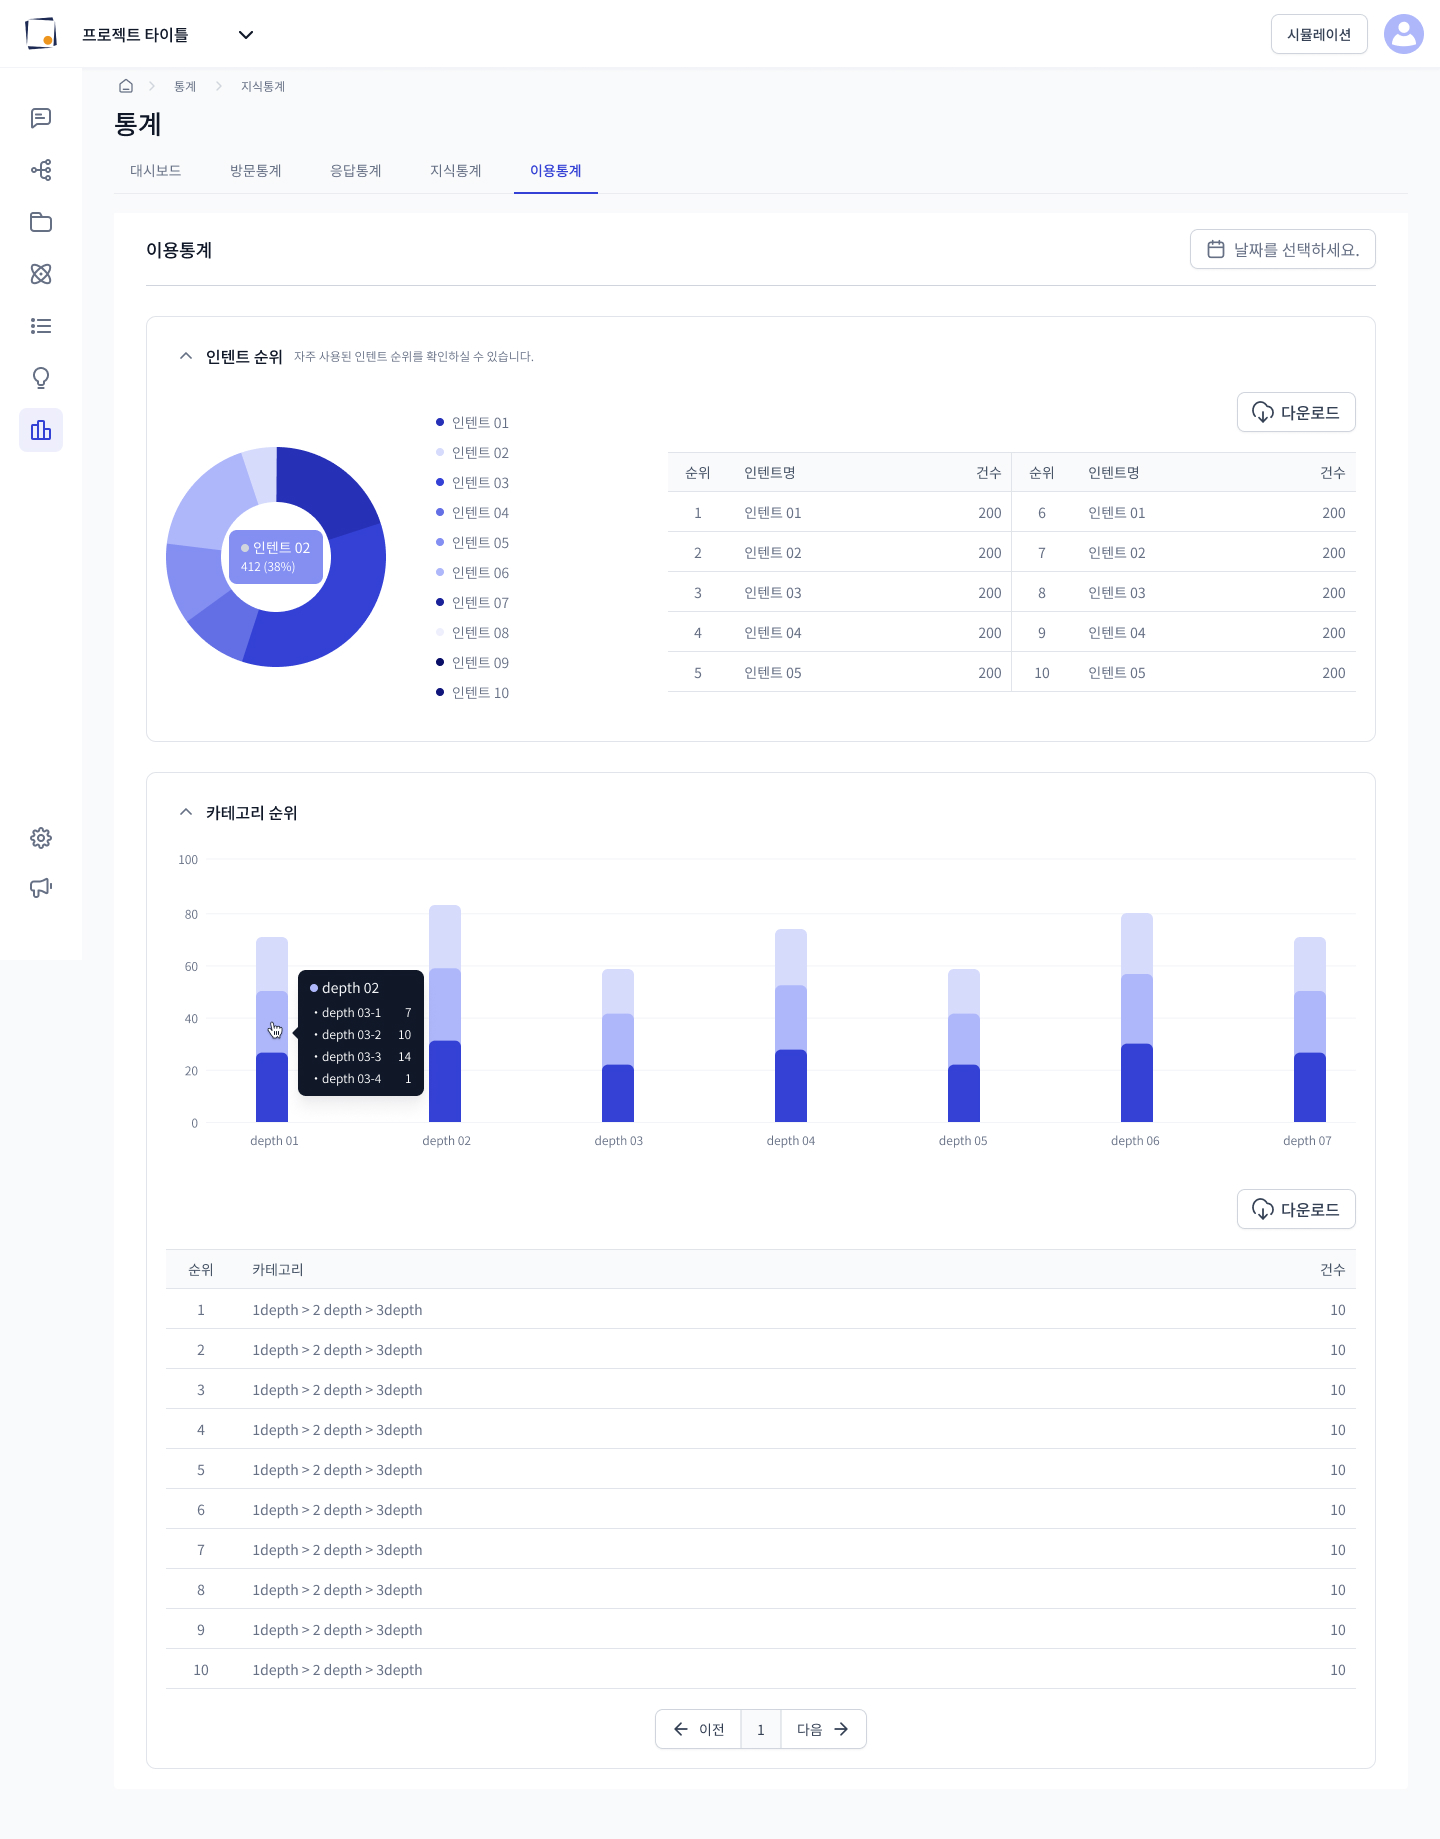 프로젝트 타이틀
시뮬레이션
통계
지식통계
통계
대시보드 방문통계 응답통계 지식통계 이용통계
이용통계
날짜를 선택하세요.
인텐트 순위 자주 사용된 인텐트 순위를 확인하실 수 있습니다.
인텐트 02
412 (38%)
인텐트 01
인텐트 02
인텐트 03
인텐트 04
인텐트 05
인텐트 06
인텐트 07
인텐트 08
인텐트 09
인텐트 10
다운로드
순위 인텐트명 건수 순위 인텐트명 건수
1 인텐트 01 200 6 인텐트 01 200
2 인텐트 02 200 7 인텐트 02 200
3 인텐트 03 200 8 인텐트 03 200
4 인텐트 04 200 9 인텐트 04 200
5 인텐트 05 200 10 인텐트 05 200
카테고리 순위
100
80
60
40
20
0
depth 02
· depth 03-1 7
· depth 03-2 10
· depth 03-3 14
· depth 03-4 1
depth 01 depth 02 depth 03 depth 04 depth 05 depth 06 depth 07
다운로드
순위 카테고리 건수
1 1depth > 2 depth > 3depth 10
2 1depth > 2 depth > 3depth 10
3 1depth > 2 depth > 3depth 10
4 1depth > 2 depth > 3depth 10
5 1depth > 2 depth > 3depth 10
6 1depth > 2 depth > 3depth 10
7 1depth > 2 depth > 3depth 10
8 1depth > 2 depth > 3depth 10
9 1depth > 2 depth > 3depth 10
10 1depth > 2 depth > 3depth 10
이전 1 다음